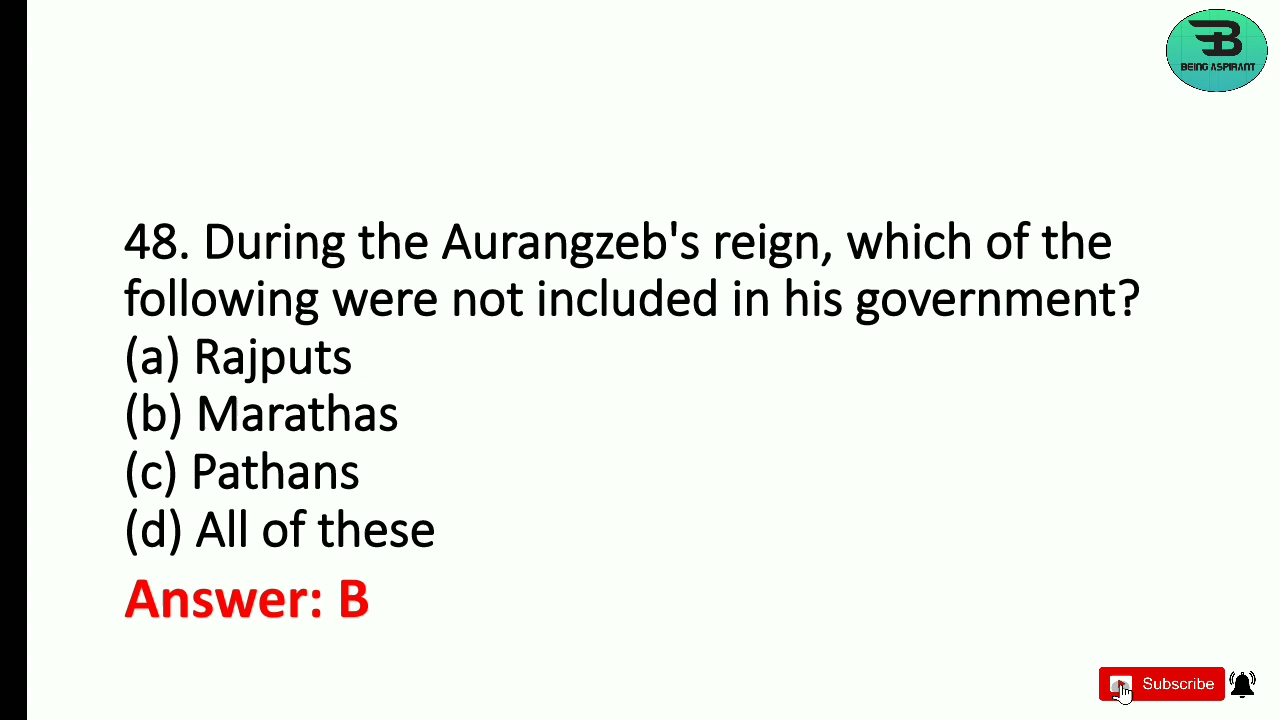 BEING ASPIRANT
48. During the Aurangzeb's reign, which of the
following were not included in his government?
(a) Rajputs
(b) Marathas
(c) Pathans
(d) All of these
Answer: B
Subscribe